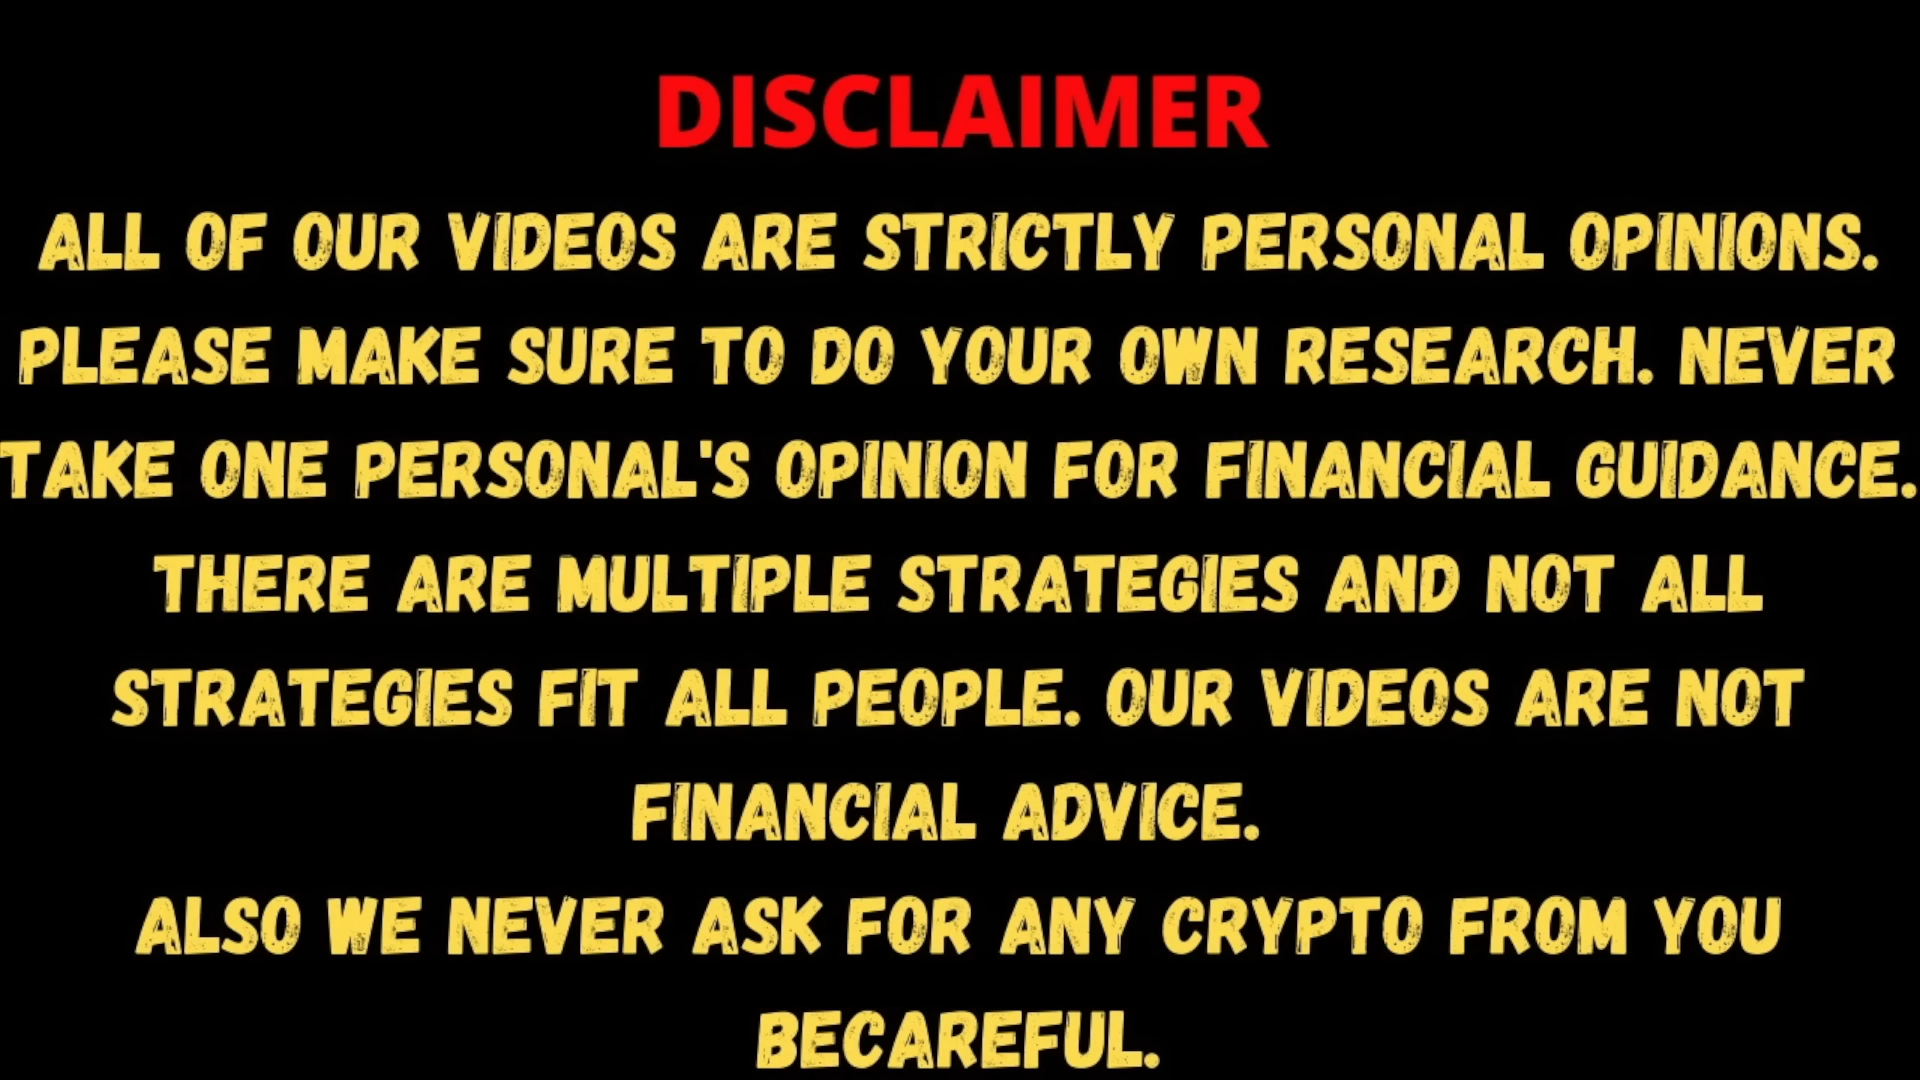 DISCLAIMER
ALL OF OUR VIDEOS ARE STRICTLY PERSONAL OPINIONS.
PLEASE MAKE SURE TO DO YOUR OWN RESEARCH. NEVER
TAKE ONE PERSONAL'S OPINION FOR FINANCIAL GUIDANCE.
THERE ARE MULTIPLE STRATEGIES AND NOT ALL
STRATEGIES FIT ALL PEOPLE. OUR VIDEOS ARE NOT
FINANCIAL ADVICE.
ALSO WE NEVER ASK FOR ANY CRYPTO FROM YOU
BECAREFUL.